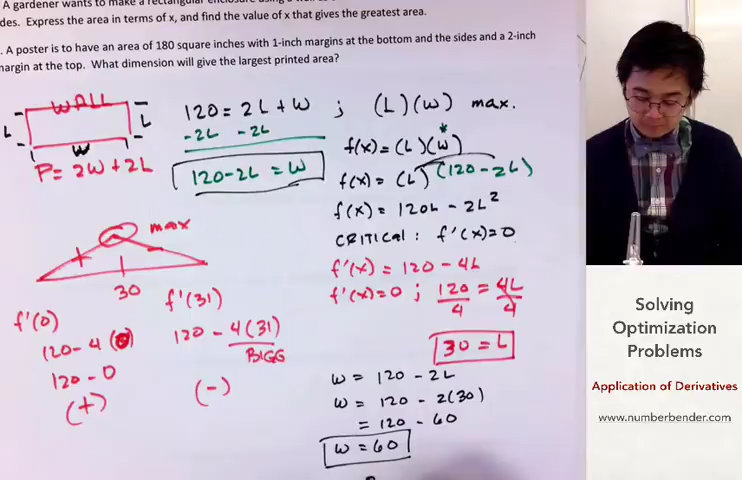 A gardener wants to make a rectangular enclosure using a wall as
des. Express the area in terms of x, and find the value of x that gives the greatest area.
. A poster is to have an area of 180 square inches with 1-inch margins at the bottom and the sides and a 2-inch
margin at the top. What dimension will give the largest printed area?
WALL
L
L
W
P= 2W+2L
120 = 2L + W ; (L)(W) max.
-2L -2L
120-2L = W
f(x) = (L)(W*)
f(x) = (L)(120-2L)
f(x) = 120L - 2L²
CRITICAL: f'(x)=0
f'(x) = 120 - 4L
f'(x)=0 ; 120/4 = 4L/4
30 = L
W = 120 - 2L
W = 120 - 2(30)
= 120 - 60
W = 60
max
+ -
30
f'(0)
120-4(0)
120-0
(+)
f'(31)
120 - 4(31)
BIGG
(-)
Solving
Optimization
Problems
Application of Derivatives
www.numberbender.com